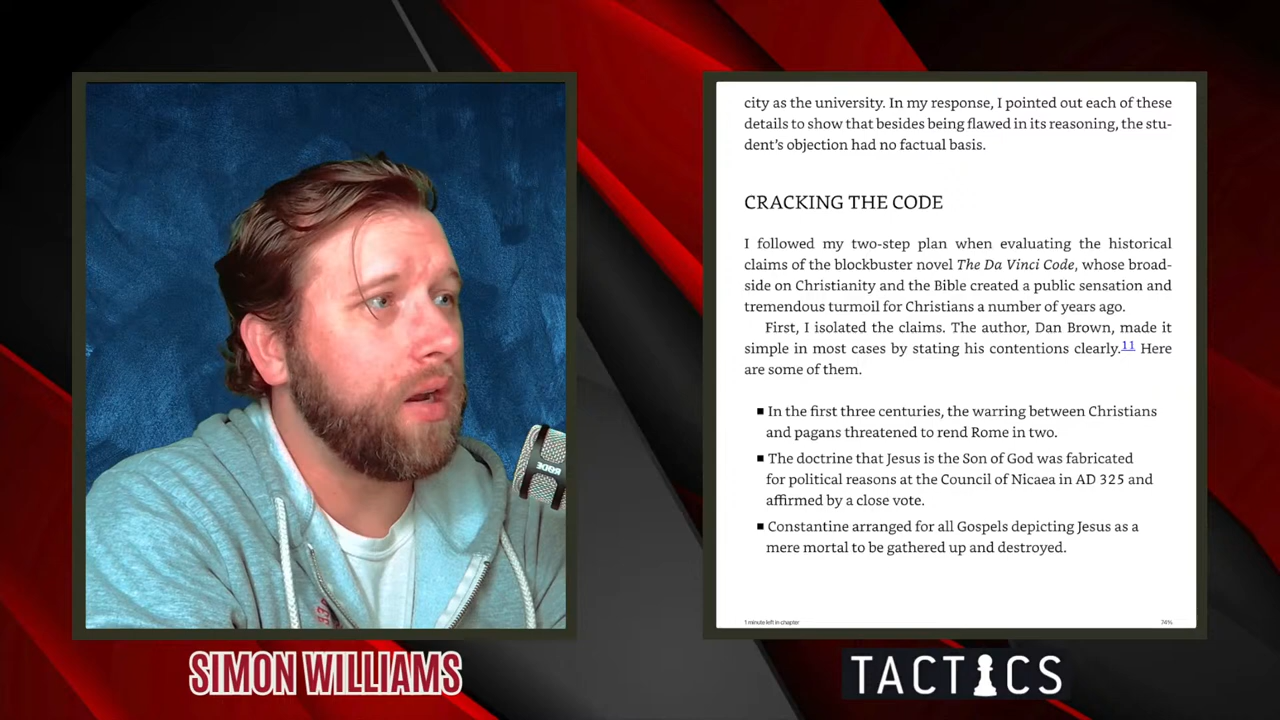 city as the university. In my response, I pointed out each of these
details to show that besides being flawed in its reasoning, the stu-
dent's objection had no factual basis.
CRACKING THE CODE
I followed my two-step plan when evaluating the historical
claims of the blockbuster novel The Da Vinci Code, whose broad-
side on Christianity and the Bible created a public sensation and
tremendous turmoil for Christians a number of years ago.
First, I isolated the claims. The author, Dan Brown, made it
simple in most cases by stating his contentions clearly.11 Here
are some of them.
■ In the first three centuries, the warring between Christians
and pagans threatened to rend Rome in two.
■ The doctrine that Jesus is the Son of God was fabricated
for political reasons at the Council of Nicaea in AD 325 and
affirmed by a close vote.
■ Constantine arranged for all Gospels depicting Jesus as a
mere mortal to be gathered up and destroyed.
1 minute left in chapter 74%
RØDE
SIMON WILLIAMS
TACTICS